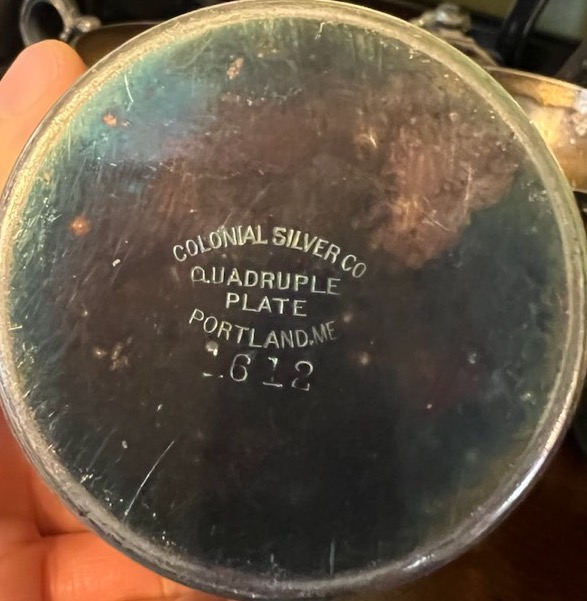 COLONIAL SILVER CO
QUADRUPLE
PLATE
PORTLAND, ME
612